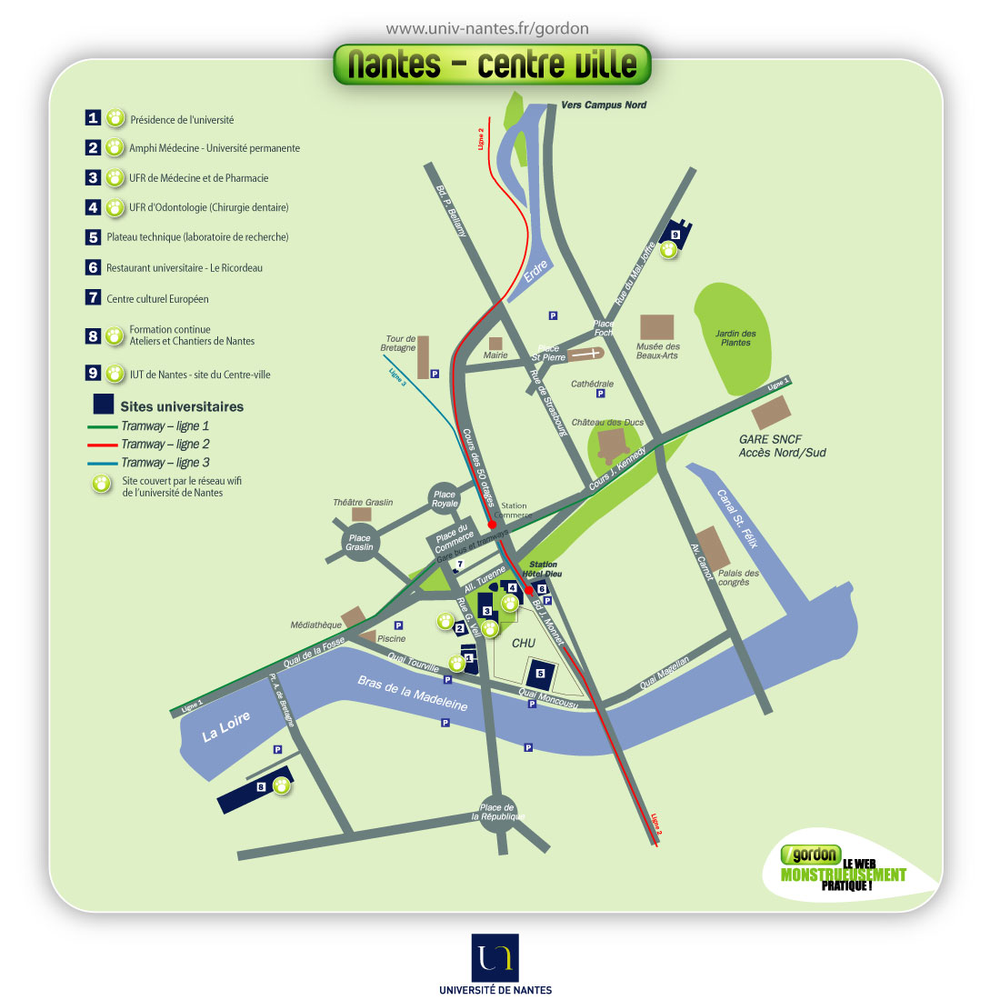 www.univ-nantes.fr/gordon
Nantes - centre ville
1 Présidence de l'université
2 Amphi Médecine - Université permanente
3 UFR de Médecine et de Pharmacie
4 UFR d'Odontologie (Chirurgie dentaire)
5 Plateau technique (laboratoire de recherche)
6 Restaurant universitaire - Le Ricordeau
7 Centre culturel Européen
8 Formation continue
Ateliers et Chantiers de Nantes
9 IUT de Nantes - site du Centre-ville
Sites universitaires
Tramway – ligne 1
Tramway – ligne 2
Tramway – ligne 3
Site couvert par le réseau wifi
de l'université de Nantes
Vers Campus Nord
Ligne 2
Bd. P. Bellamy
Erdre
Rue du Mal. Joffre
9
P
Place
Foch
Musée des
Beaux-Arts
Jardin des
Plantes
Tour de
Bretagne
P
Mairie
Place
St Pierre
Ligne 3
Cathédrale
P
Rue de Strasbourg
Ligne 1
Château des Ducs
GARE SNCF
Accès Nord/Sud
Cours des 50 otages
Cours J. Kennedy
Place
Royale
Théâtre Graslin
Station
Commerce
Place
Graslin
Place du
Commerce
Gare bus et tramways
Canal St. Félix
7
Station
Hôtel Dieu
All. Turenne
Av. Carnot
Palais des
congrès
4
6
P
3
Rue G. Veil
Bd J. Monnet
Médiathèque
P
2
Piscine
CHU
Quai de la Fosse
Quai Tourville
1
5
Quai Magellan
P
Quai Moncousu
P
Ligne 1
Bras de la Madeleine
Pt. A. de Bretagne
La Loire
P
P
P
8
Place de
la République
Ligne 2
/gordon
LE WEB
MONSTRUEUSEMENT
PRATIQUE !
UN
UNIVERSITÉ DE NANTES